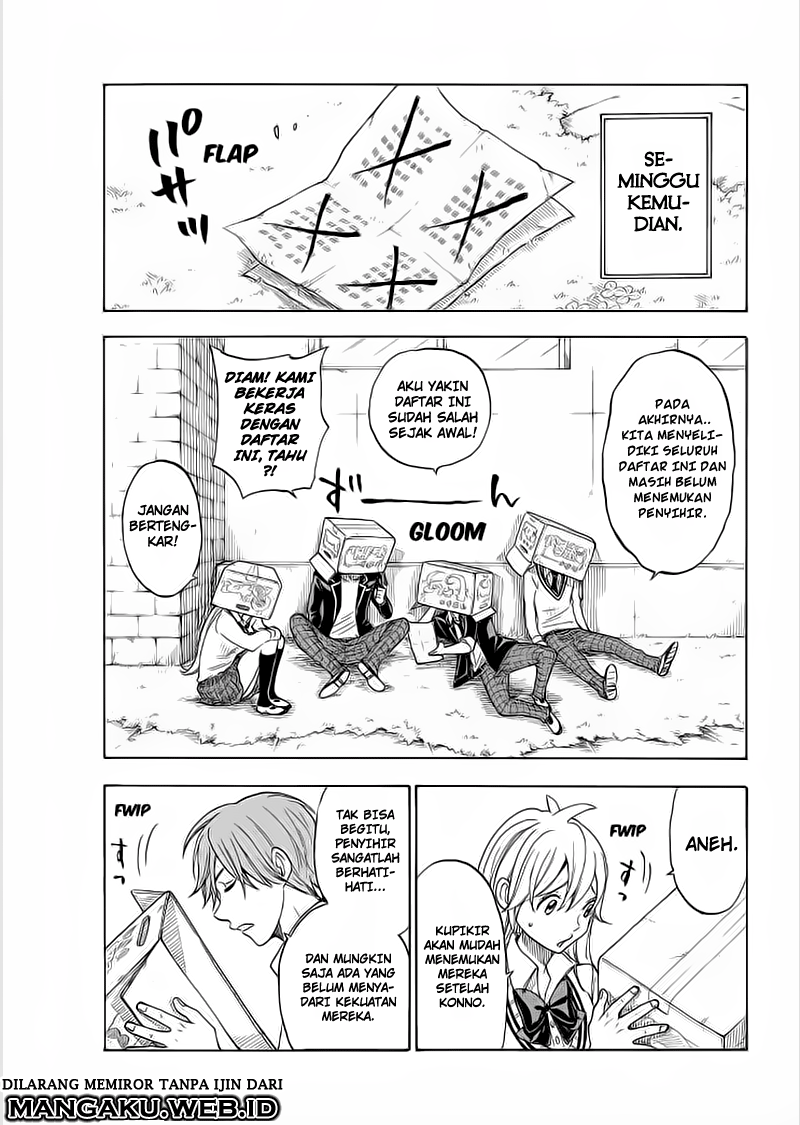 SE-
MINGGU
KEMU-
DIAN.
パサッ
FLAP
PADA
AKHIRNYA..
KITA MENYELI-
DIKI SELURUH
DAFTAR INI DAN
MASIH BELUM
MENEMUKAN
PENYIHIR.
AKU YAKIN
DAFTAR INI
SUDAH SALAH
SEJAK AWAL!
DIAM! KAMI
BEKERJA
KERAS
DENGAN
DAFTAR
INI, TAHU
?!
JANGAN
BERTENG-
KAR!
ず——ん
GLOOM
ANEH.
FWIP
すっ
KUPIKIR
AKAN MUDAH
MENEMUKAN
MEREKA
SETELAH
KONNO.
TAK BISA
BEGITU,
PENYIHIR
SANGATLAH
BERHATI-
HATI...
FWIP
すっ
DAN MUNGKIN
SAJA ADA YANG
BELUM MENYA-
DARI KEKUATAN
MEREKA.
DILARANG MEMIROR TANPA IJIN DARI
MANGAKU.WEB.ID